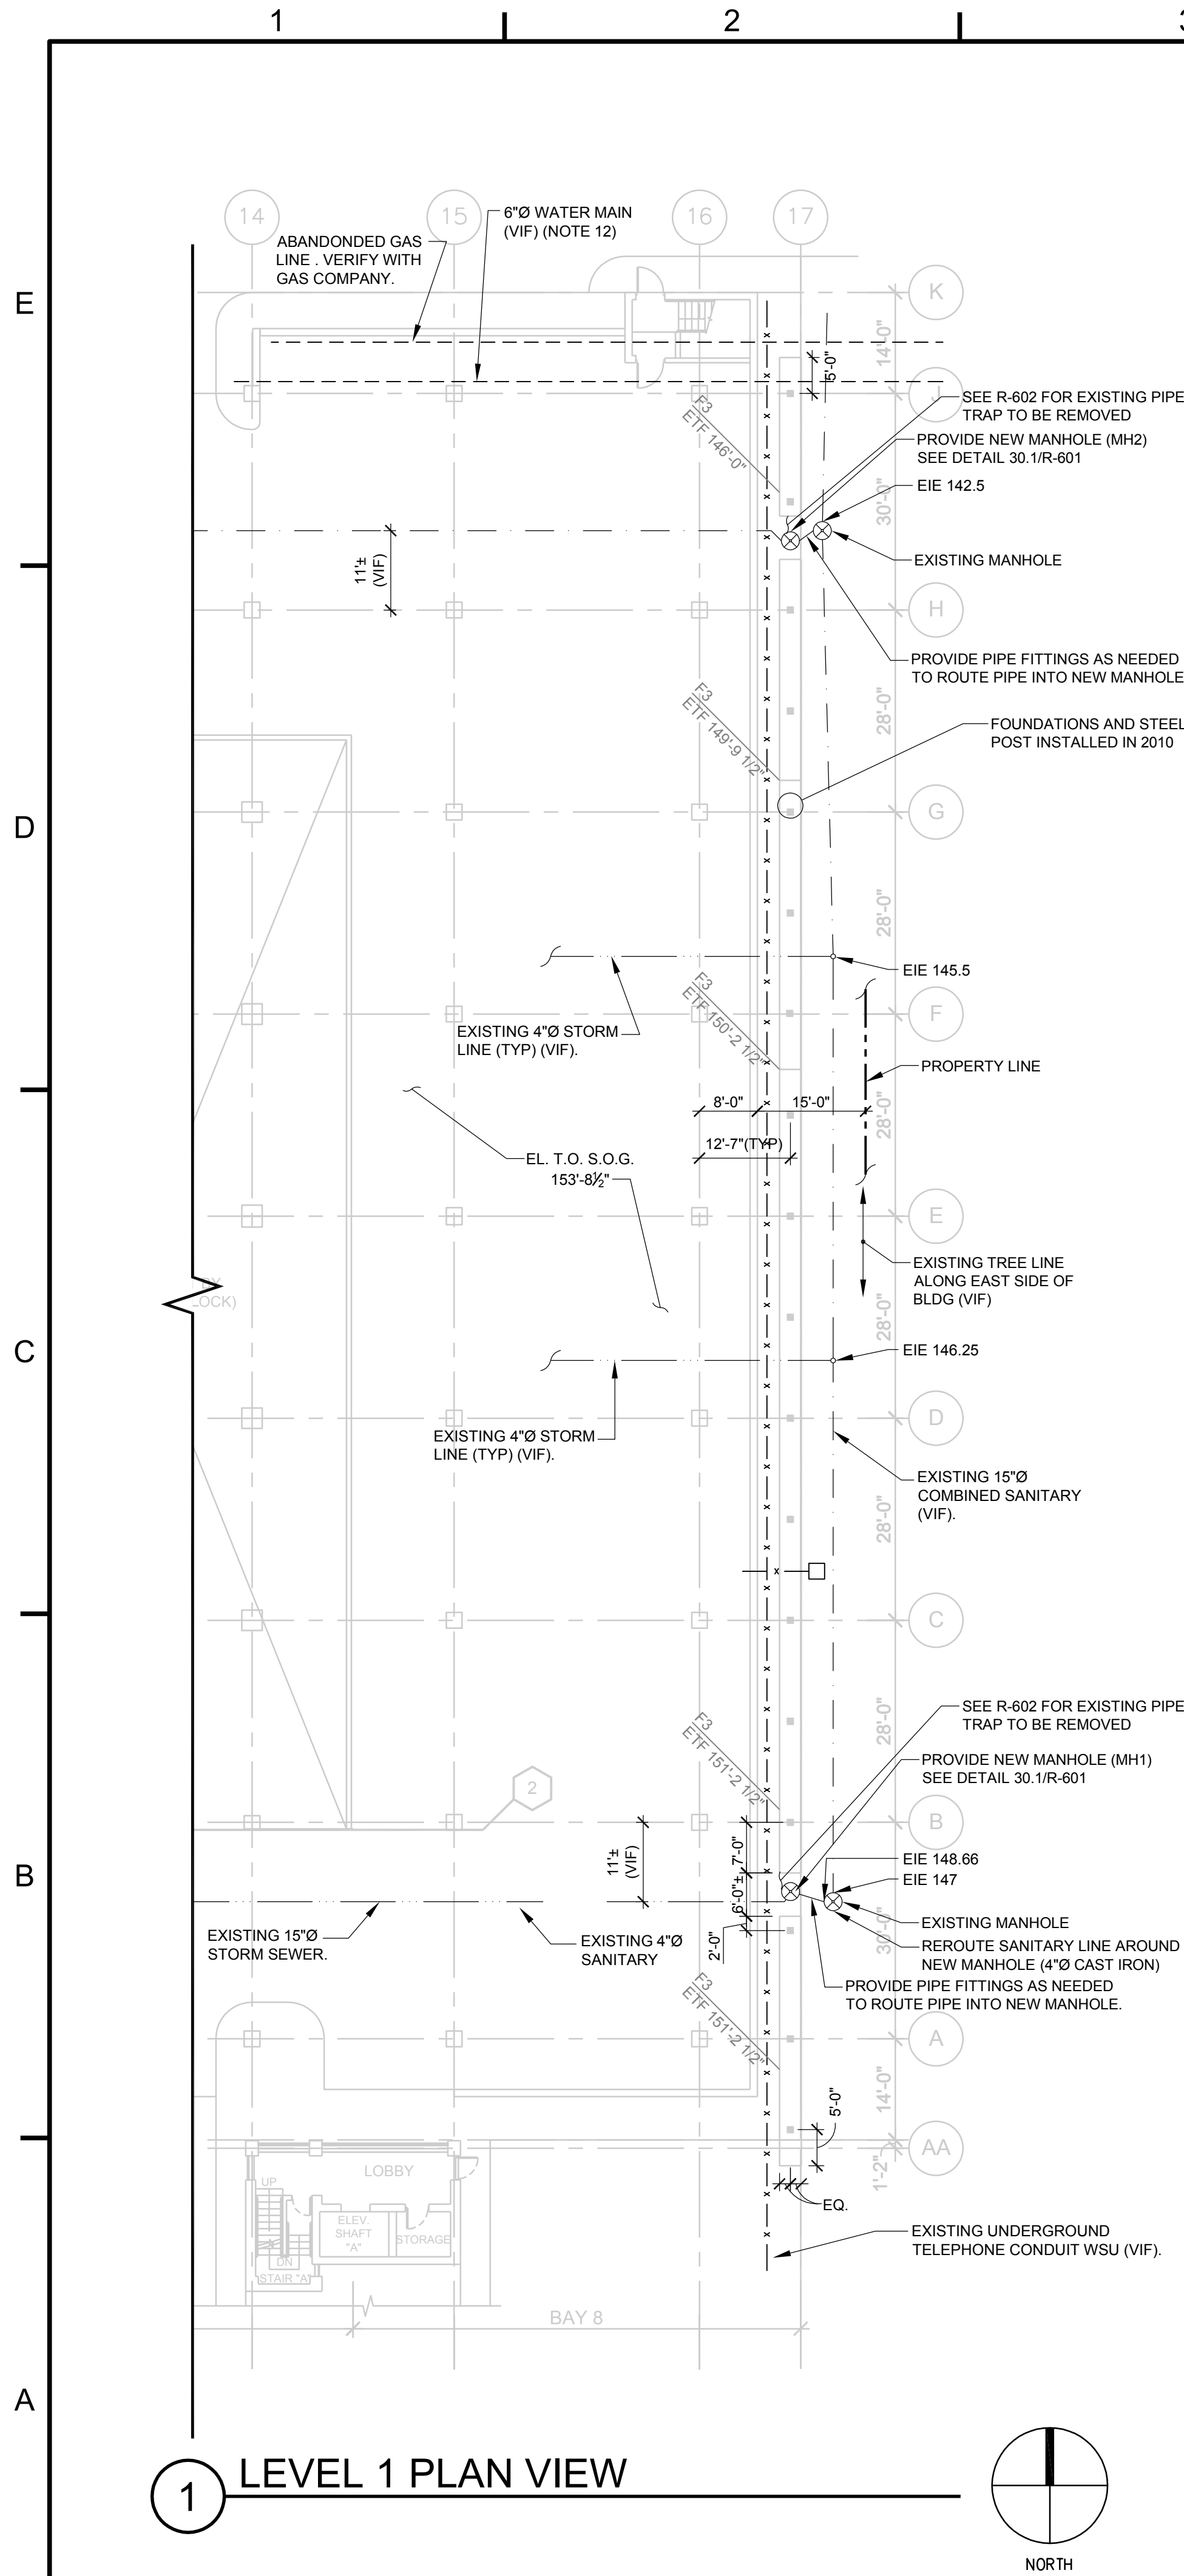 1
2
3
14
15
16
17
6"Ø WATER MAIN
(VIF) (NOTE 12)
ABANDONDED GAS
LINE . VERIFY WITH
GAS COMPANY.
E
K
14'-0"
5'-0"
J
SEE R-602 FOR EXISTING PIPE
TRAP TO BE REMOVED
F3
ETF 146'-0"
PROVIDE NEW MANHOLE (MH2)
SEE DETAIL 30.1/R-601
EIE 142.5
30'-0"
EXISTING MANHOLE
11'±
(VIF)
H
PROVIDE PIPE FITTINGS AS NEEDED
TO ROUTE PIPE INTO NEW MANHOLE
F3
ETF 149'-9 1/2"
28'-0"
FOUNDATIONS AND STEEL
POST INSTALLED IN 2010
D
G
28'-0"
EIE 145.5
F3
ETF 150'-2 1/2"
F
EXISTING 4"Ø STORM
LINE (TYP) (VIF).
PROPERTY LINE
8'-0"
15'-0"
28'-0"
12'-7"(TYP)
EL. T.O. S.O.G.
153'-8½"
E
EXISTING TREE LINE
ALONG EAST SIDE OF
BLDG (VIF)
BY
LOCK)
28'-0"
C
EIE 146.25
D
EXISTING 4"Ø STORM
LINE (TYP) (VIF).
EXISTING 15"Ø
COMBINED SANITARY
(VIF).
28'-0"
x
C
28'-0"
SEE R-602 FOR EXISTING PIPE
TRAP TO BE REMOVED
F3
ETF 151'-2 1/2"
PROVIDE NEW MANHOLE (MH1)
SEE DETAIL 30.1/R-601
2
B
11'±
(VIF)
7'-0"
EIE 148.66
B
EIE 147
6'-0"±
EXISTING MANHOLE
30'-0"
2'-0"
EXISTING 15"Ø
STORM SEWER.
EXISTING 4"Ø
SANITARY
REROUTE SANITARY LINE AROUND
NEW MANHOLE (4"Ø CAST IRON)
PROVIDE PIPE FITTINGS AS NEEDED
TO ROUTE PIPE INTO NEW MANHOLE.
F3
ETF 151'-2 1/2"
A
14'-0"
5'-0"
AA
1'-2"
LOBBY
UP
ELEV.
SHAFT
"A"
STORAGE
DN
STAIR "A"
EQ.
EXISTING UNDERGROUND
TELEPHONE CONDUIT WSU (VIF).
BAY 8
A
1
LEVEL 1 PLAN VIEW
NORTH